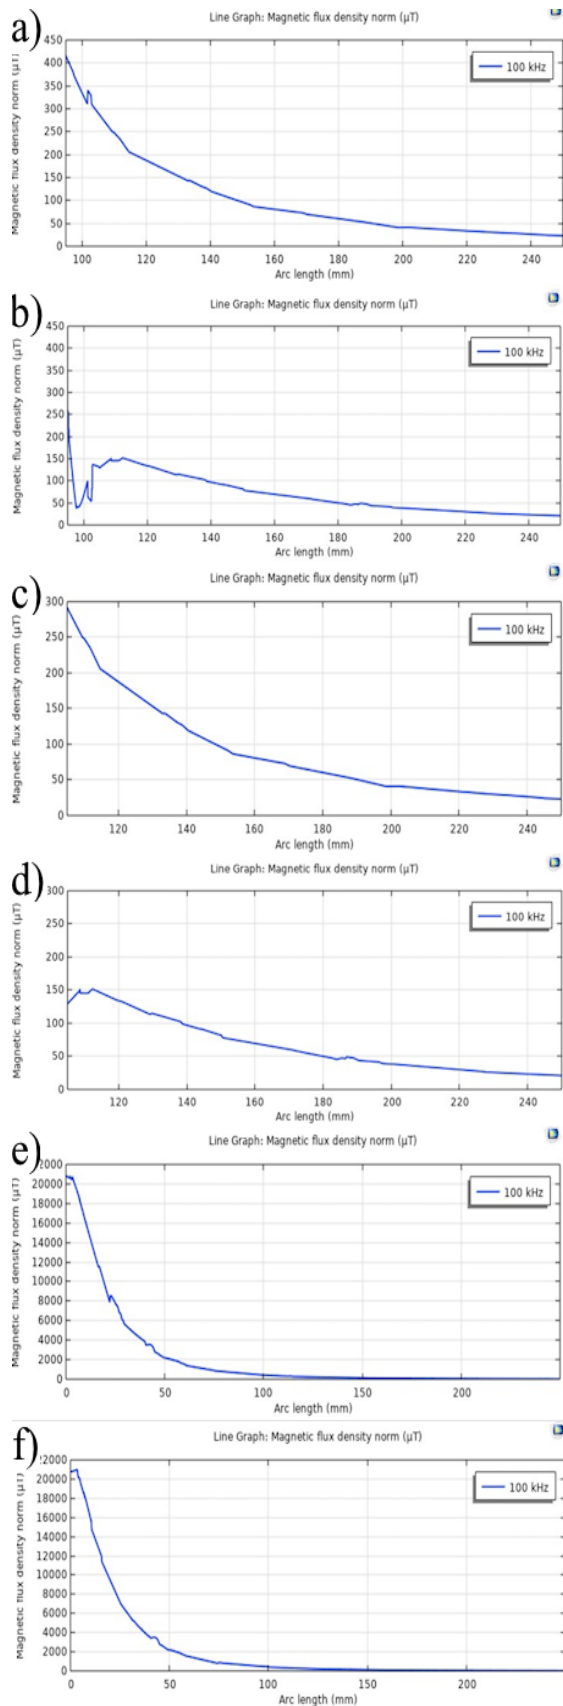 a)
Line Graph: Magnetic flux density norm (μT)
Magnetic flux density norm (μT)
450
400
350
300
250
200
150
100
50
0
100 kHz
100 120 140 160 180 200 220 240
Arc length (mm)
b)
Line Graph: Magnetic flux density norm (μT)
Magnetic flux density norm (μT)
450
400
350
300
250
200
150
100
50
0
100 kHz
100 120 140 160 180 200 220 240
Arc length (mm)
c)
Line Graph: Magnetic flux density norm (μT)
Magnetic flux density norm (μT)
300
250
200
150
100
50
0
100 kHz
120 140 160 180 200 220 240
Arc length (mm)
d)
Line Graph: Magnetic flux density norm (μT)
Magnetic flux density norm (μT)
300
250
200
150
100
50
0
100 kHz
120 140 160 180 200 220 240
Arc length (mm)
e)
Line Graph: Magnetic flux density norm (μT)
Magnetic flux density norm (μT)
22000
20000
18000
16000
14000
12000
10000
8000
6000
4000
2000
0
100 kHz
0 50 100 150 200
Arc length (mm)
f)
Line Graph: Magnetic flux density norm (μT)
Magnetic flux density norm (μT)
22000
20000
18000
16000
14000
12000
10000
8000
6000
4000
2000
0
100 kHz
0 50 100 150 200
Arc length (mm)